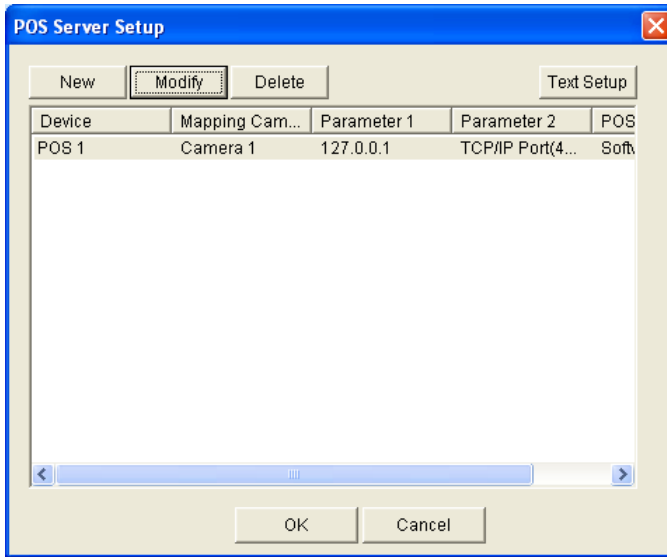 POS Server Setup
New Modify Delete Text Setup
Device Mapping Cam... Parameter 1 Parameter 2 POS
POS 1 Camera 1 127.0.0.1 TCP/IP Port(4...
OK Cancel